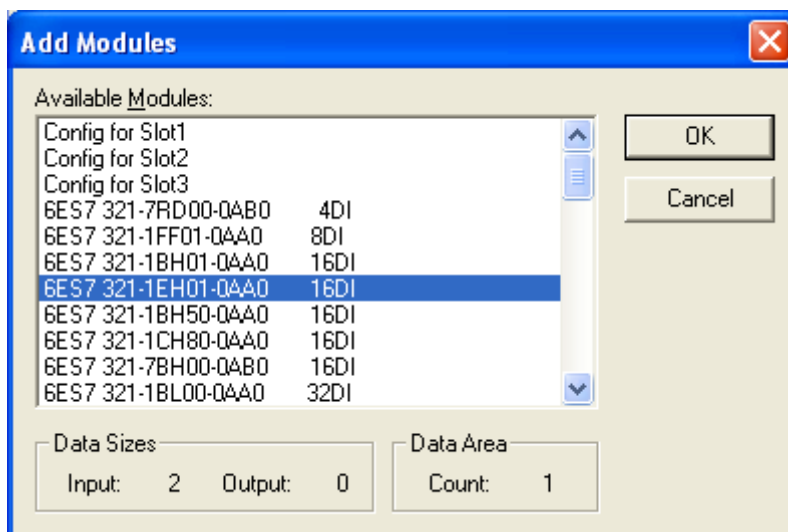 Add Modules
Available Modules:
Config for Slot1
Config for Slot2
Config for Slot3
6ES7 321-7RD00-0AB0 4DI
6ES7 321-1FF01-0AA0 8DI
6ES7 321-1BH01-0AA0 16DI
6ES7 321-1EH01-0AA0 16DI
6ES7 321-1BH50-0AA0 16DI
6ES7 321-1CH80-0AA0 16DI
6ES7 321-7BH00-0AB0 16DI
6ES7 321-1BL00-0AA0 32DI
OK
Cancel
Data Sizes
Input: 2 Output: 0
Data Area
Count: 1